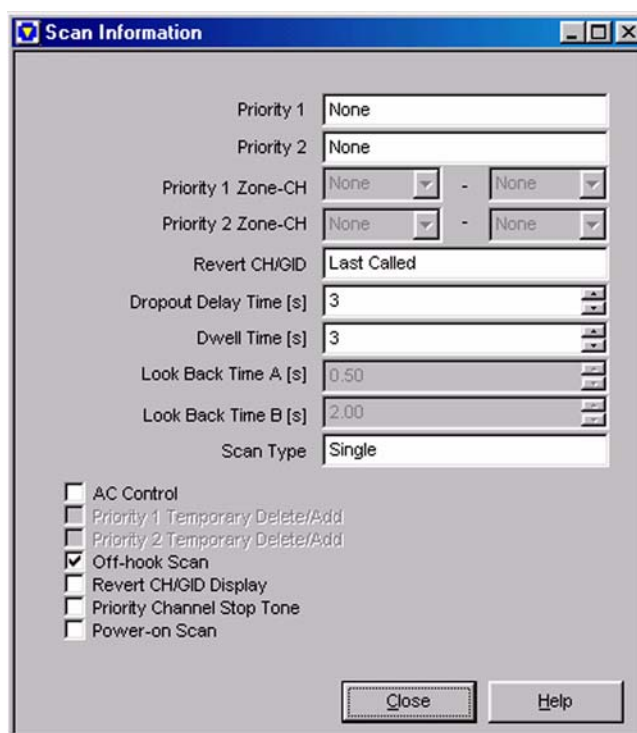 Scan Information
Priority 1 None
Priority 2 None
Priority 1 Zone-CH None - None
Priority 2 Zone-CH None - None
Revert CH/GID Last Called
Dropout Delay Time [s] 3
Dwell Time [s] 3
Look Back Time A [s] 0.50
Look Back Time B [s] 2.00
Scan Type Single
AC Control
Priority 1 Temporary Delete/Add
Priority 2 Temporary Delete/Add
Off-hook Scan
Revert CH/GID Display
Priority Channel Stop Tone
Power-on Scan
Close Help